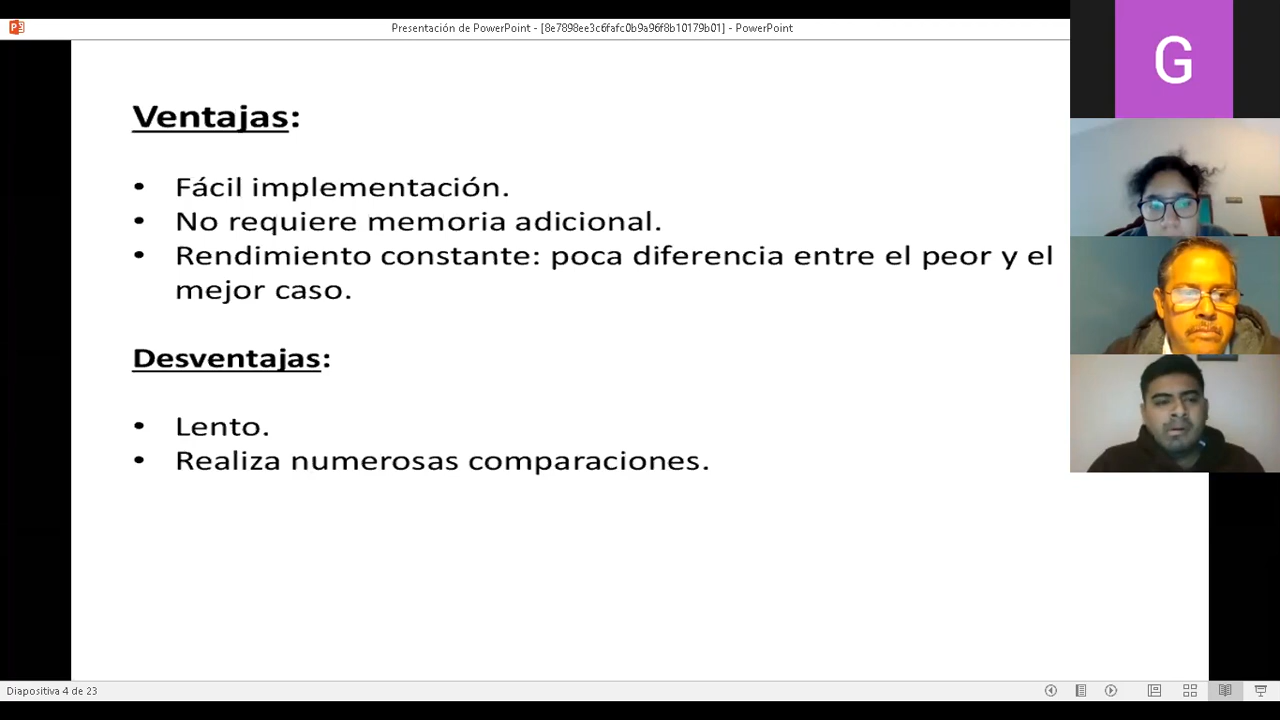 Presentación de PowerPoint - [8e7898ee3c6fafc0b9a96f8b10179b01] - PowerPoint
G
Ventajas:
• Fácil implementación.
• No requiere memoria adicional.
• Rendimiento constante: poca diferencia entre el peor y el
mejor caso.
Desventajas:
• Lento.
• Realiza numerosas comparaciones.
Diapositiva 4 de 23